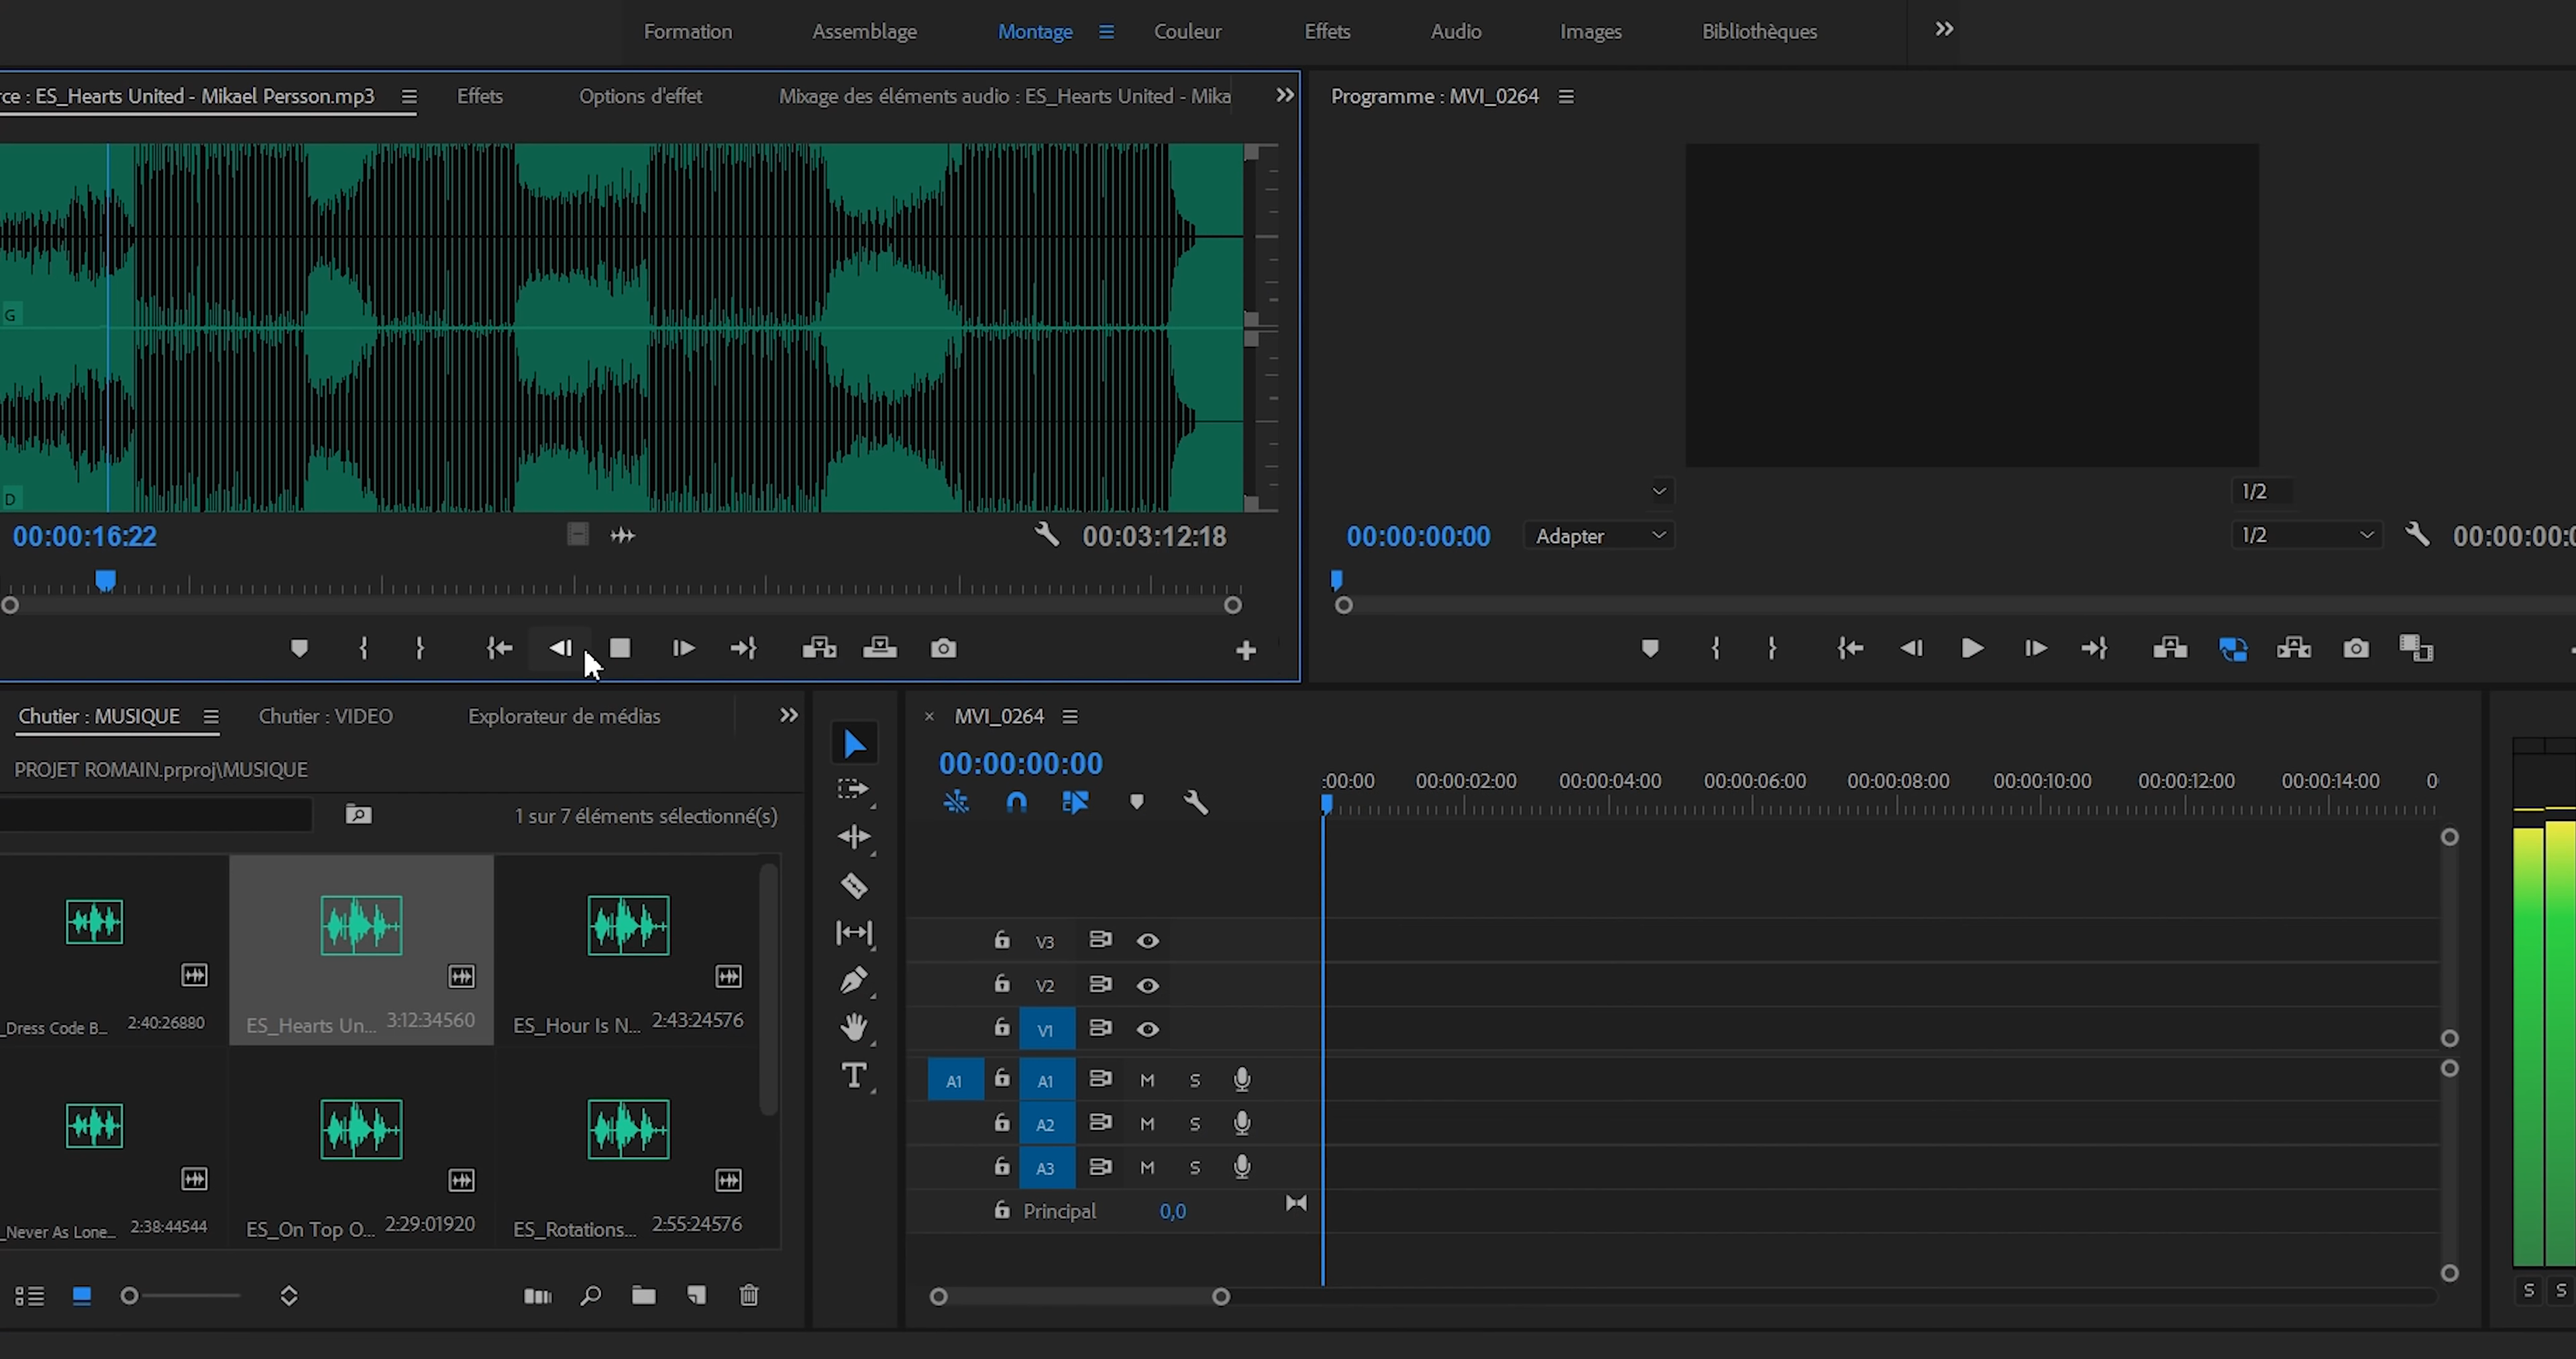 Formation Assemblage Montage Couleur Effets Audio Images Bibliothèques
rce : ES_Hearts United - Mikael Persson.mp3 Effets Options d'effet Mixage des éléments audio : ES_Hearts United - Mika
Programme : MVI_0264
G
D
1/2
00:00:16:22 00:03:12:18
00:00:00:00 Adapter 1/2 00:00:00:0
Chutier : MUSIQUE Chutier : VIDEO Explorateur de médias
MVI_0264
PROJET ROMAIN.prproj\MUSIQUE
00:00:00:00
:00:00 00:00:02:00 00:00:04:00 00:00:06:00 00:00:08:00 00:00:10:00 00:00:12:00 00:00:14:00 0
1 sur 7 éléments sélectionné(s)
_Dress Code B... 2:40:26880
ES_Hearts Un... 3:12:34560
ES_Hour Is N... 2:43:24576
_Never As Lone... 2:38:44544
ES_On Top O... 2:29:01920
ES_Rotations... 2:55:24576
V3
V2
V1
A1 A1 M S
A2 M S
A3 M S
Principal 0,0
S S